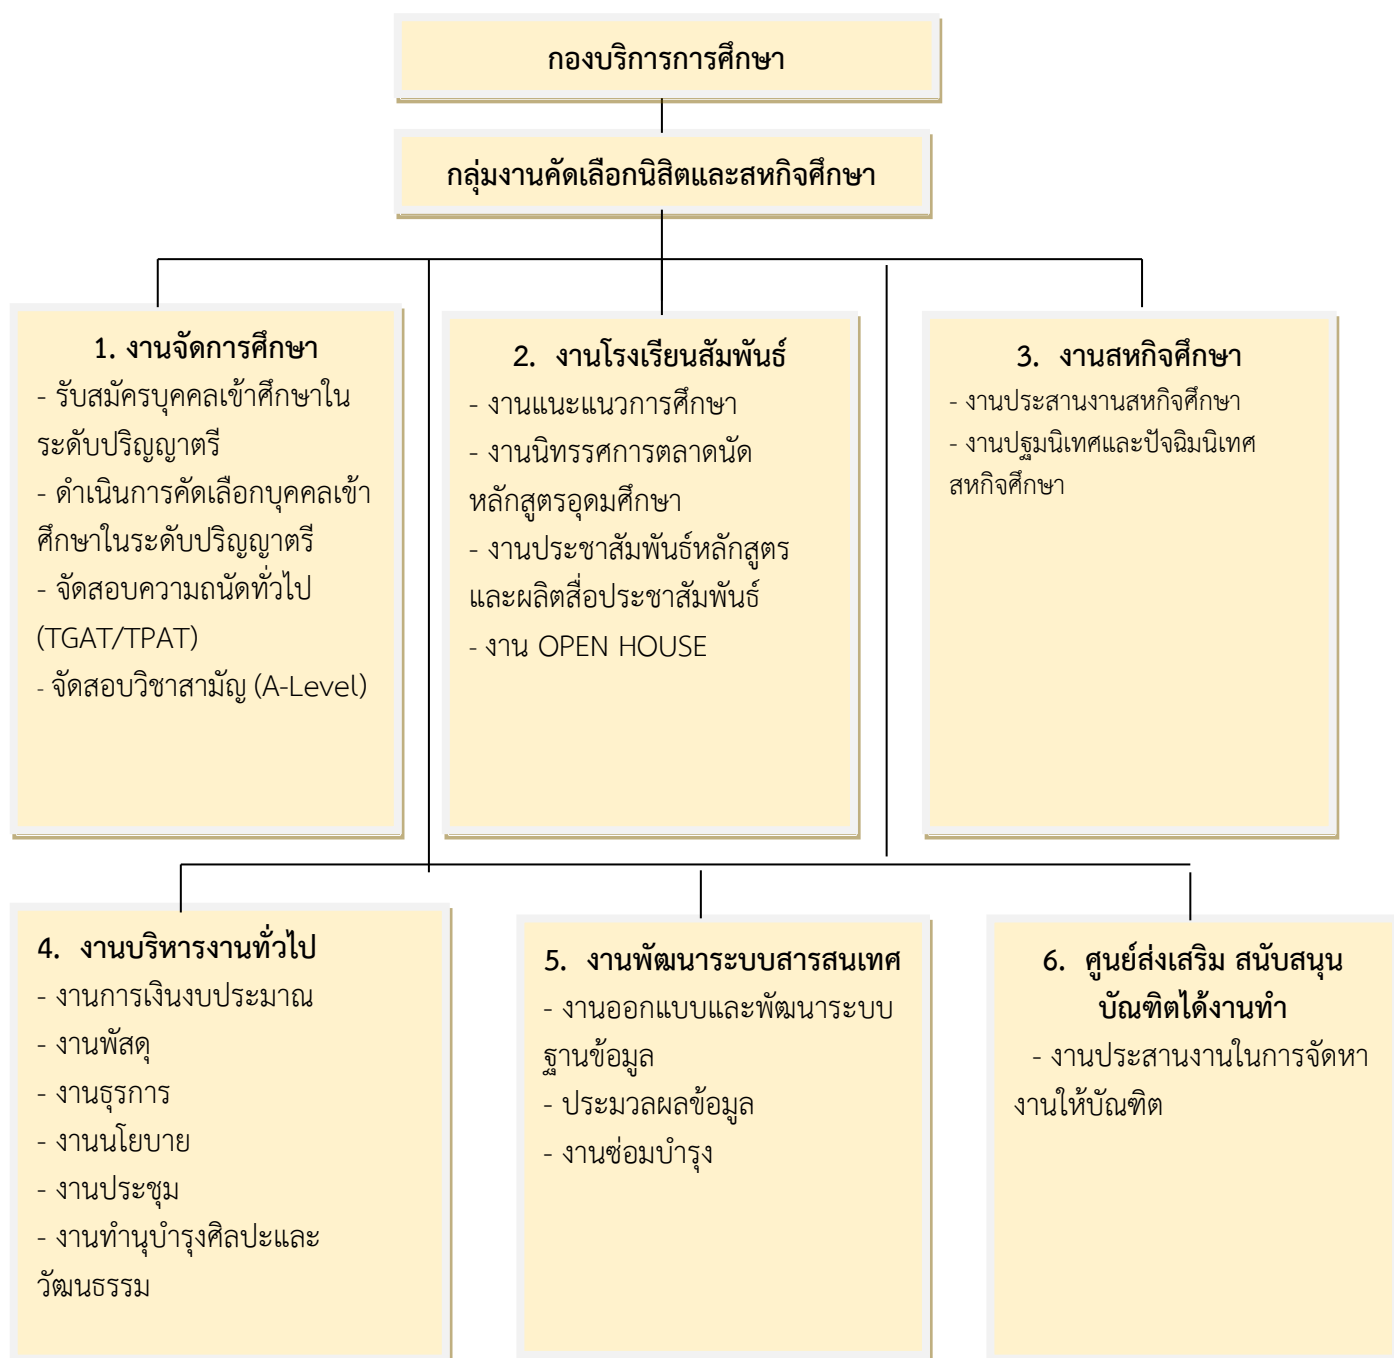 กองบริการการศึกษา
กลุ่มงานคัดเลือกนิสิตและสหกิจศึกษา
1. งานจัดการศึกษา
- รับสมัครบุคคลเข้าศึกษาใน
ระดับปริญญาตรี
- ดำเนินการคัดเลือกบุคคลเข้า
ศึกษาในระดับปริญญาตรี
- จัดสอบความถนัดทั่วไป
(TGAT/TPAT)
- จัดสอบวิชาสามัญ (A-Level)
2. งานโรงเรียนสัมพันธ์
- งานแนะแนวการศึกษา
- งานนิทรรศการตลาดนัด
หลักสูตรอุดมศึกษา
- งานประชาสัมพันธ์หลักสูตร
และผลิตสื่อประชาสัมพันธ์
- งาน OPEN HOUSE
3. งานสหกิจศึกษา
- งานประสานงานสหกิจศึกษา
- งานปฐมนิเทศและปัจฉิมนิเทศ
สหกิจศึกษา
4. งานบริหารงานทั่วไป
- งานการเงินงบประมาณ
- งานพัสดุ
- งานธุรการ
- งานนโยบาย
- งานประชุม
- งานทำนุบำรุงศิลปะและ
วัฒนธรรม
5. งานพัฒนาระบบสารสนเทศ
- งานออกแบบและพัฒนาระบบ
ฐานข้อมูล
- ประมวลผลข้อมูล
- งานซ่อมบำรุง
6. ศูนย์ส่งเสริม สนับสนุน
บัณฑิตได้งานทำ
- งานประสานงานในการจัดหา
งานให้บัณฑิต